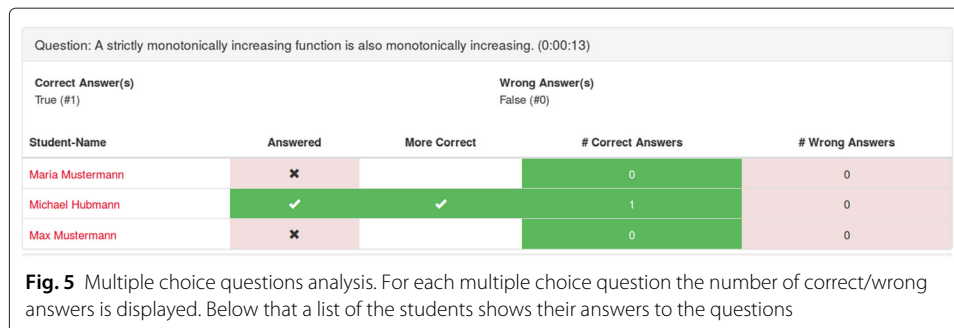 Question: A strictly monotonically increasing function is also monotonically increasing. (0:00:13)
Correct Answer(s) Wrong Answer(s)
True (#1) False (#0)
Student-Name Answered More Correct # Correct Answers # Wrong Answers
Maria Mustermann ✖ 0 0
Michael Hubmann ✔ ✔ 1 0
Max Mustermann ✖ 0 0
Fig. 5 Multiple choice questions analysis. For each multiple choice question the number of correct/wrong
answers is displayed. Below that a list of the students shows their answers to the questions